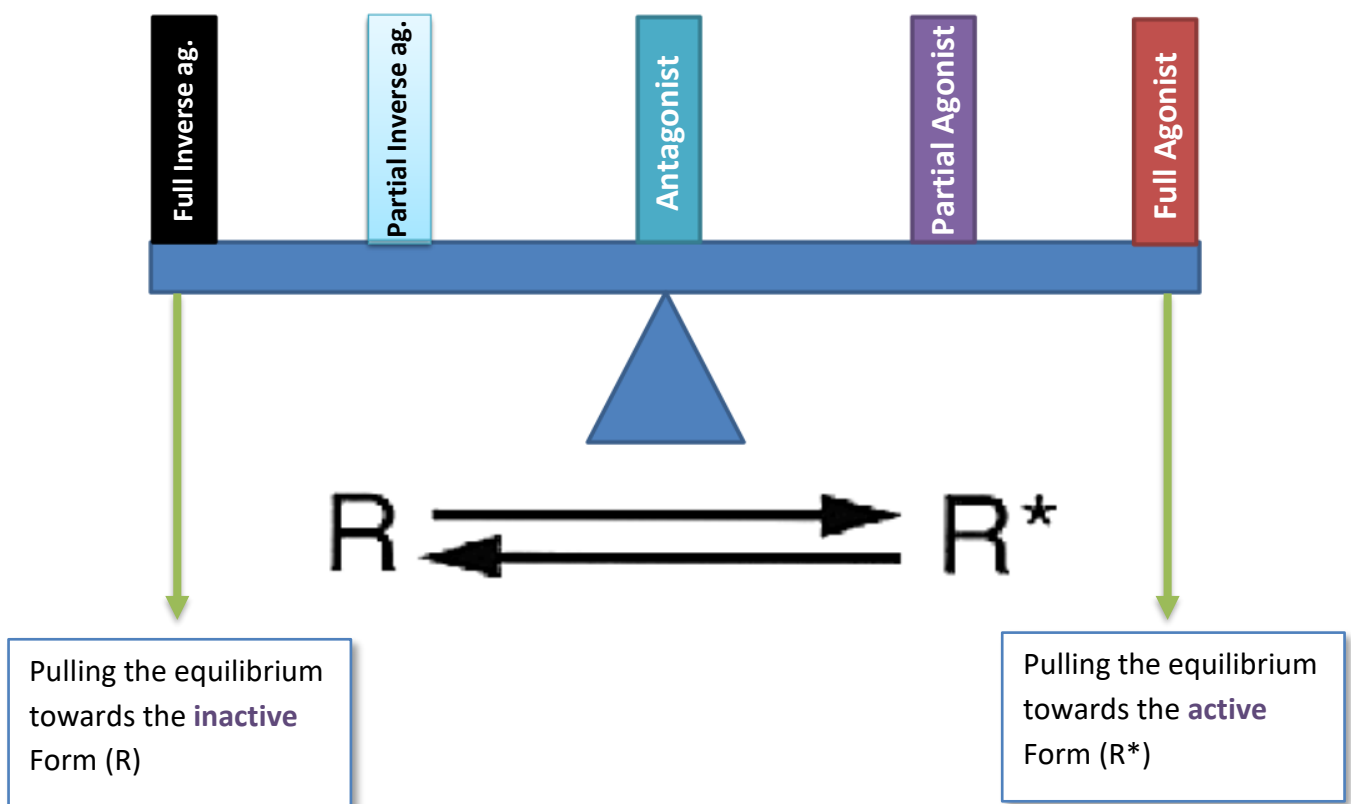 Full Inverse ag.
Partial Inverse ag.
Antagonist
Partial Agonist
Full Agonist
R
R*
Pulling the equilibrium
towards the inactive
Form (R)
Pulling the equilibrium
towards the active
Form (R*)